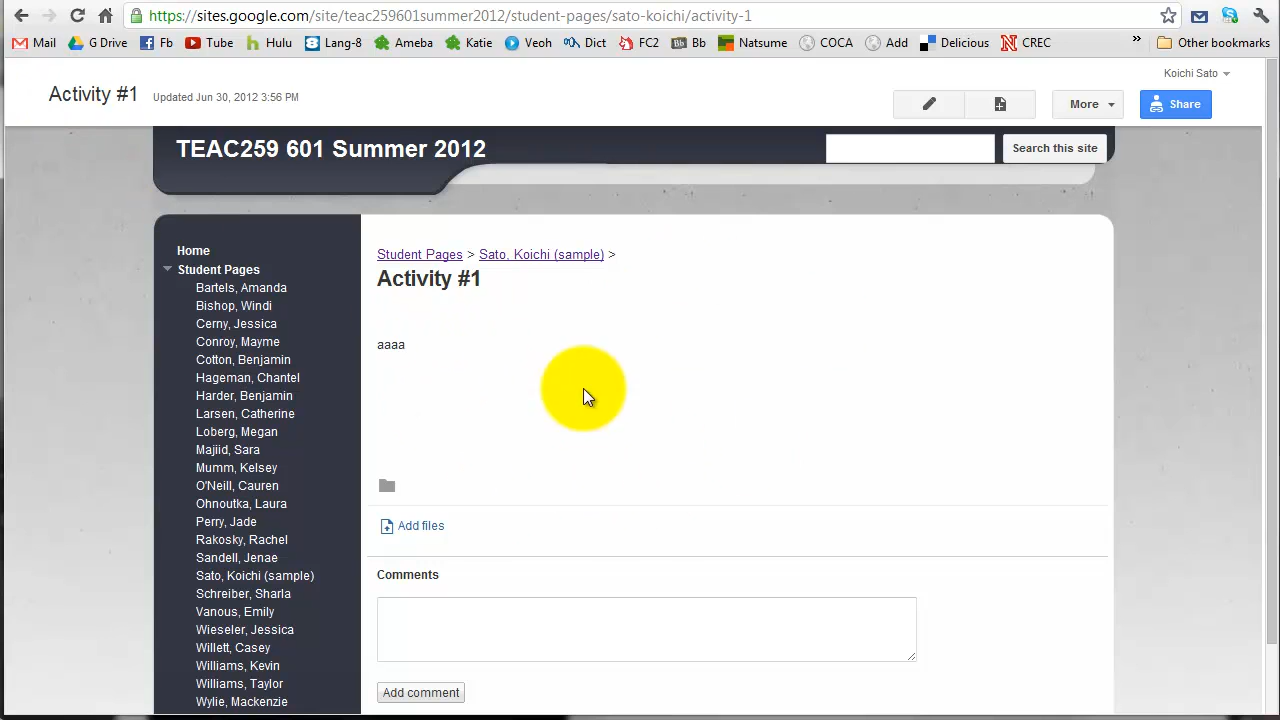 https://sites.google.com/site/teac259601summer2012/student-pages/sato-koichi/activity-1
Mail G Drive Fb Tube Hulu Lang-8 Ameba Katie Veoh Dict FC2 Bb Natsume COCA Add Delicious CREC » Other bookmarks
Koichi Sato
Activity #1 Updated Jun 30, 2012 3:56 PM More Share
TEAC259 601 Summer 2012 Search this site
Home
Student Pages
Bartels, Amanda
Bishop, Windi
Cerny, Jessica
Conroy, Mayme
Cotton, Benjamin
Hageman, Chantel
Harder, Benjamin
Larsen, Catherine
Loberg, Megan
Majiid, Sara
Mumm, Kelsey
O'Neill, Cauren
Ohnoutka, Laura
Perry, Jade
Rakosky, Rachel
Sandell, Jenae
Sato, Koichi (sample)
Schreiber, Sharla
Vanous, Emily
Wieseler, Jessica
Willett, Casey
Williams, Kevin
Williams, Taylor
Wylie, Mackenzie
Student Pages > Sato, Koichi (sample) >
Activity #1
aaaa
Add files
Comments
Add comment